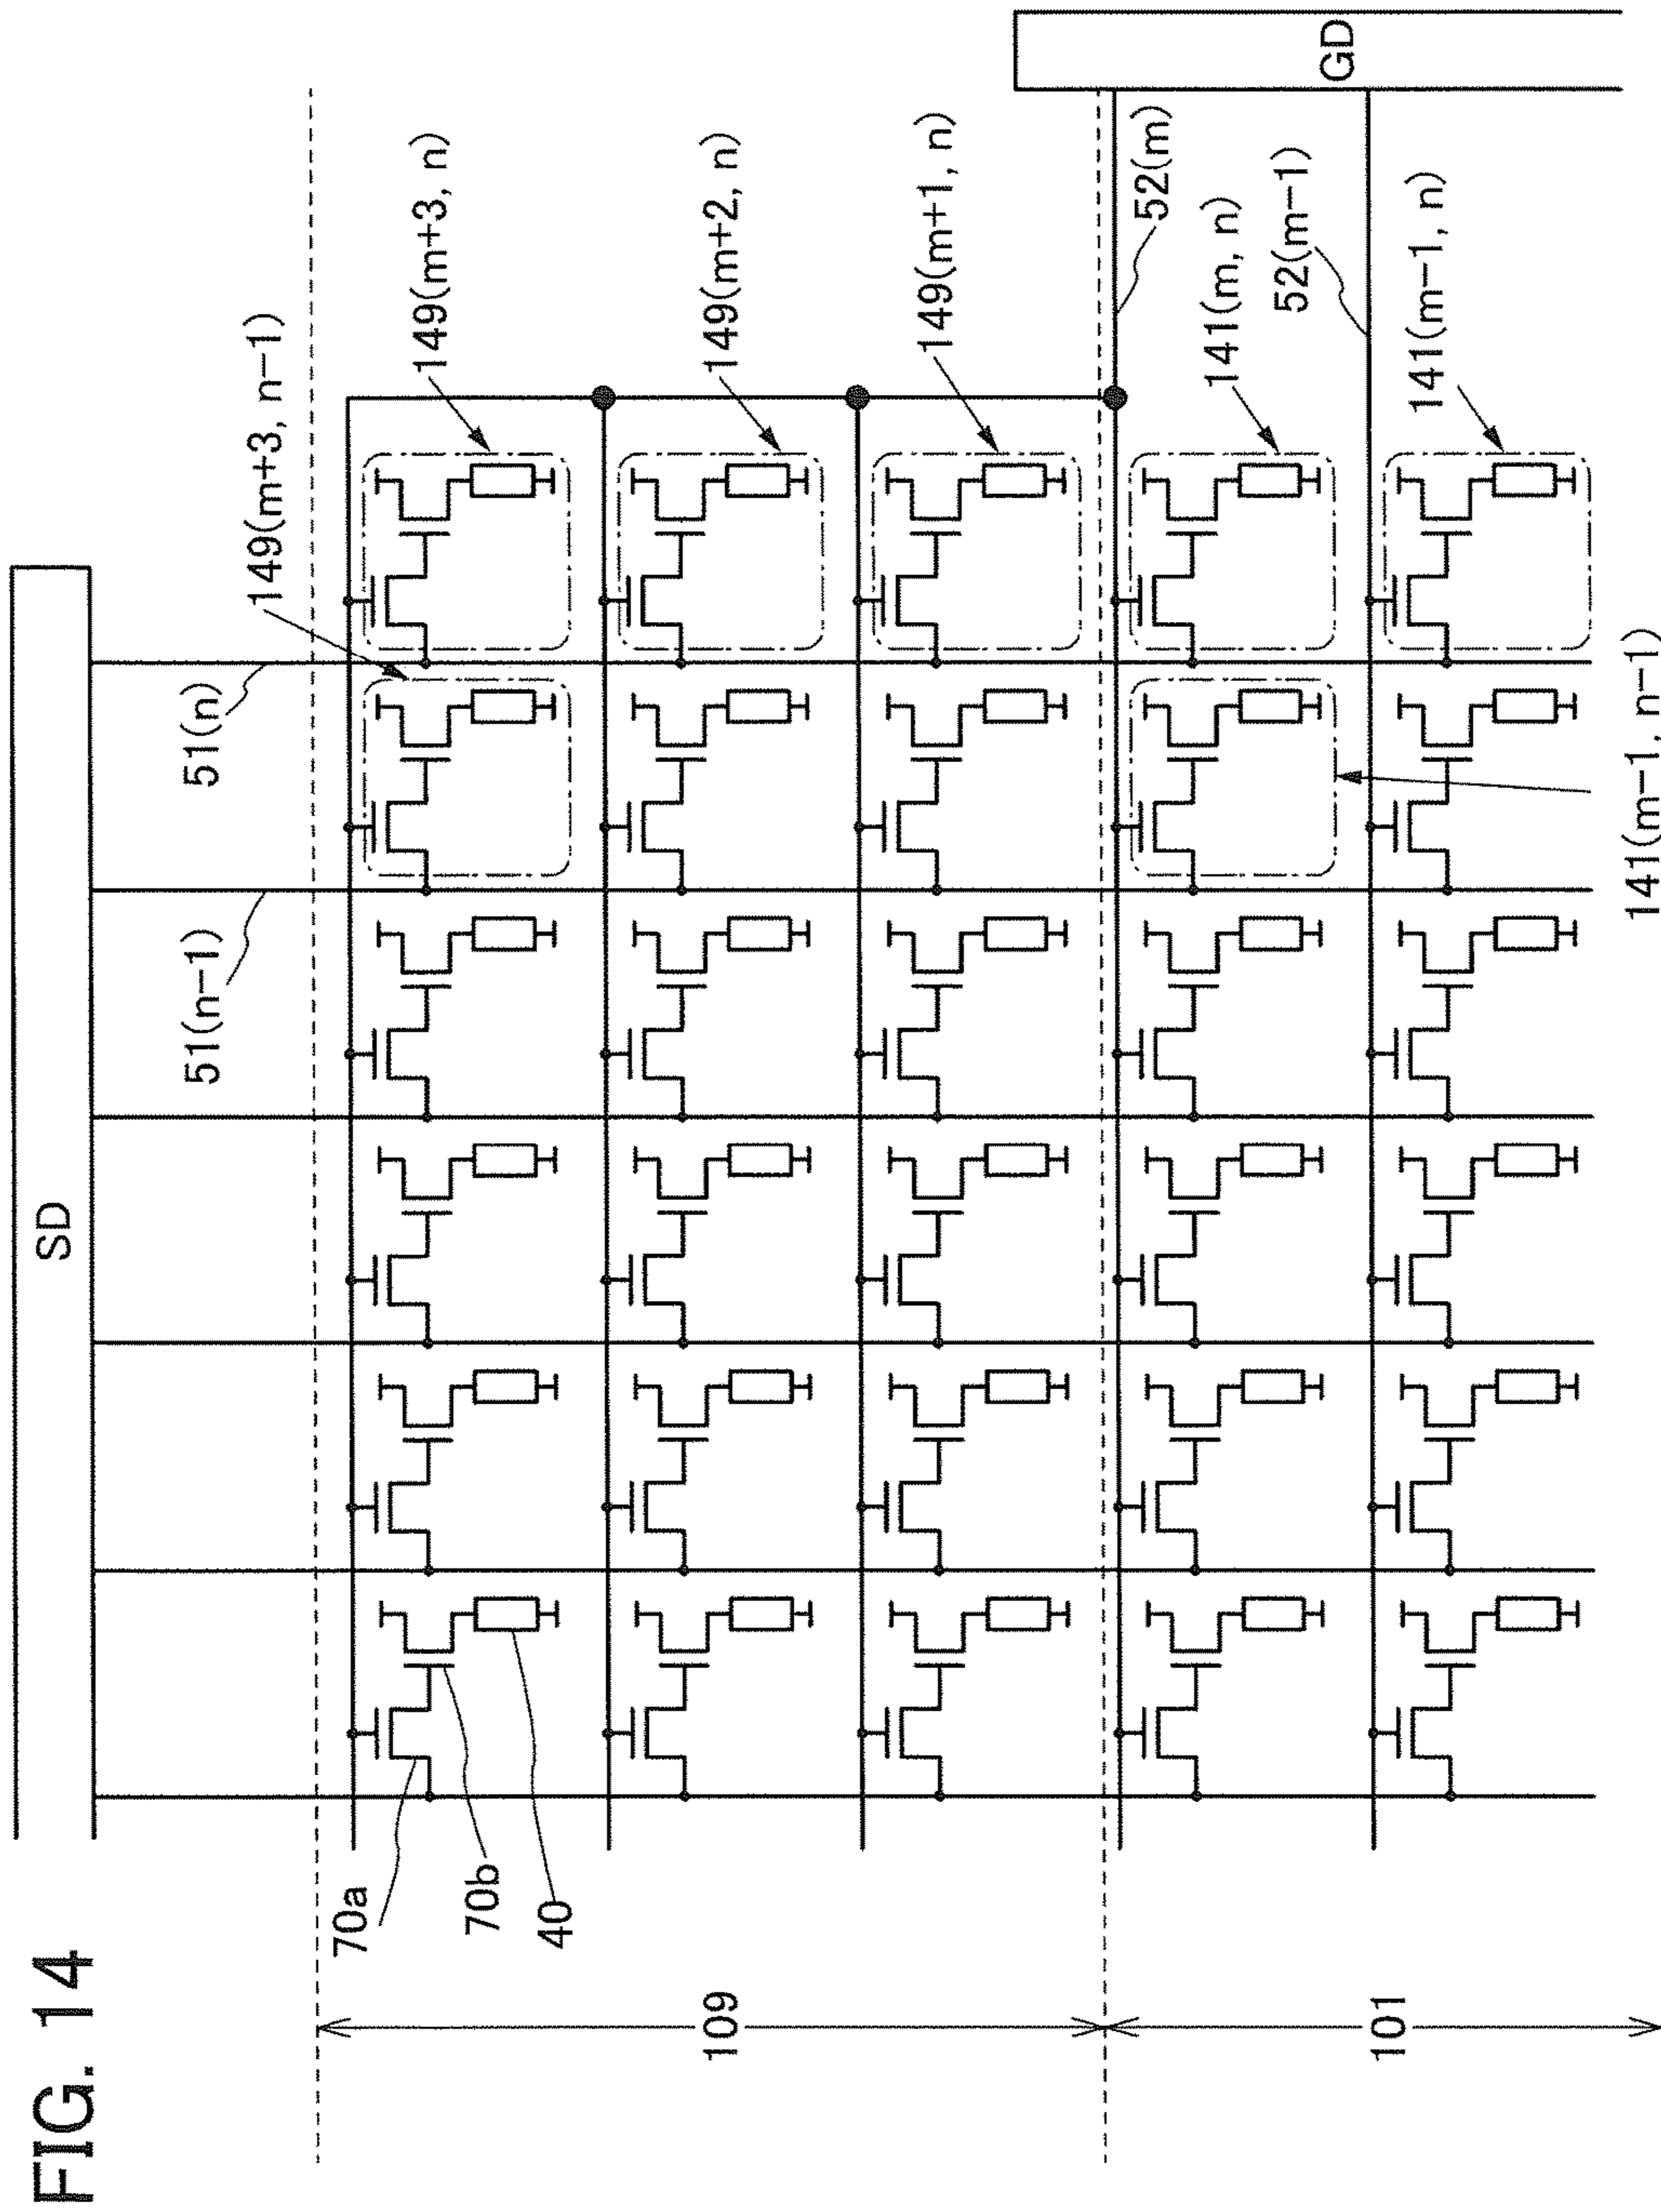 FIG. 14
SD
51(n-1)
51(n)
149(m+3, n-1)
149(m+3, n)
149(m+2, n)
149(m+1, n)
52(m)
GD
141(m, n)
52(m-1)
141(m-1, n)
141(m-1, n-1)
70a
70b
40
109
101